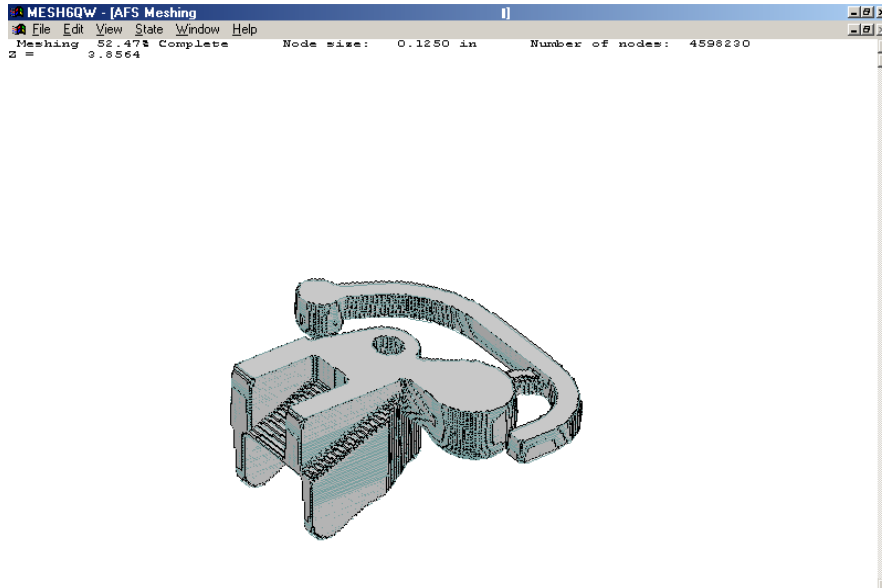 MESH6QW - [AFS Meshing ]
File Edit View State Window Help
Meshing 52.47% Complete Node size: 0.1250 in Number of nodes: 4598230
Z = 3.8564